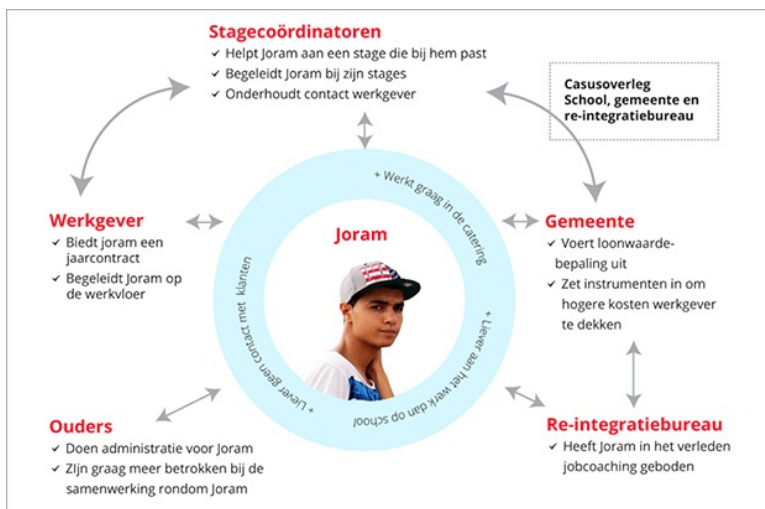 Stagecoördinatoren
✓ Helpt Joram aan een stage die bij hem past
✓ Begeleidt Joram bij zijn stages
✓ Onderhoudt contact werkgever
Casusoverleg
School, gemeente en
re-integratiebureau
+ Werkt graag in de catering
+ Liever aan het werk dan op school
+ Liever geen contact met klanten
Joram
Werkgever
✓ Biedt joram een
jaarcontract
✓ Begeleidt Joram op
de werkvloer
Gemeente
✓ Voert loonwaarde-
bepaling uit
✓ Zet instrumenten in om
hogere kosten werkgever
te dekken
Ouders
✓ Doen administratie voor Joram
✓ ZIjn graag meer betrokken bij de
samenwerking rondom Joram
Re-integratiebureau
✓ Heeft Joram in het verleden
jobcoaching geboden